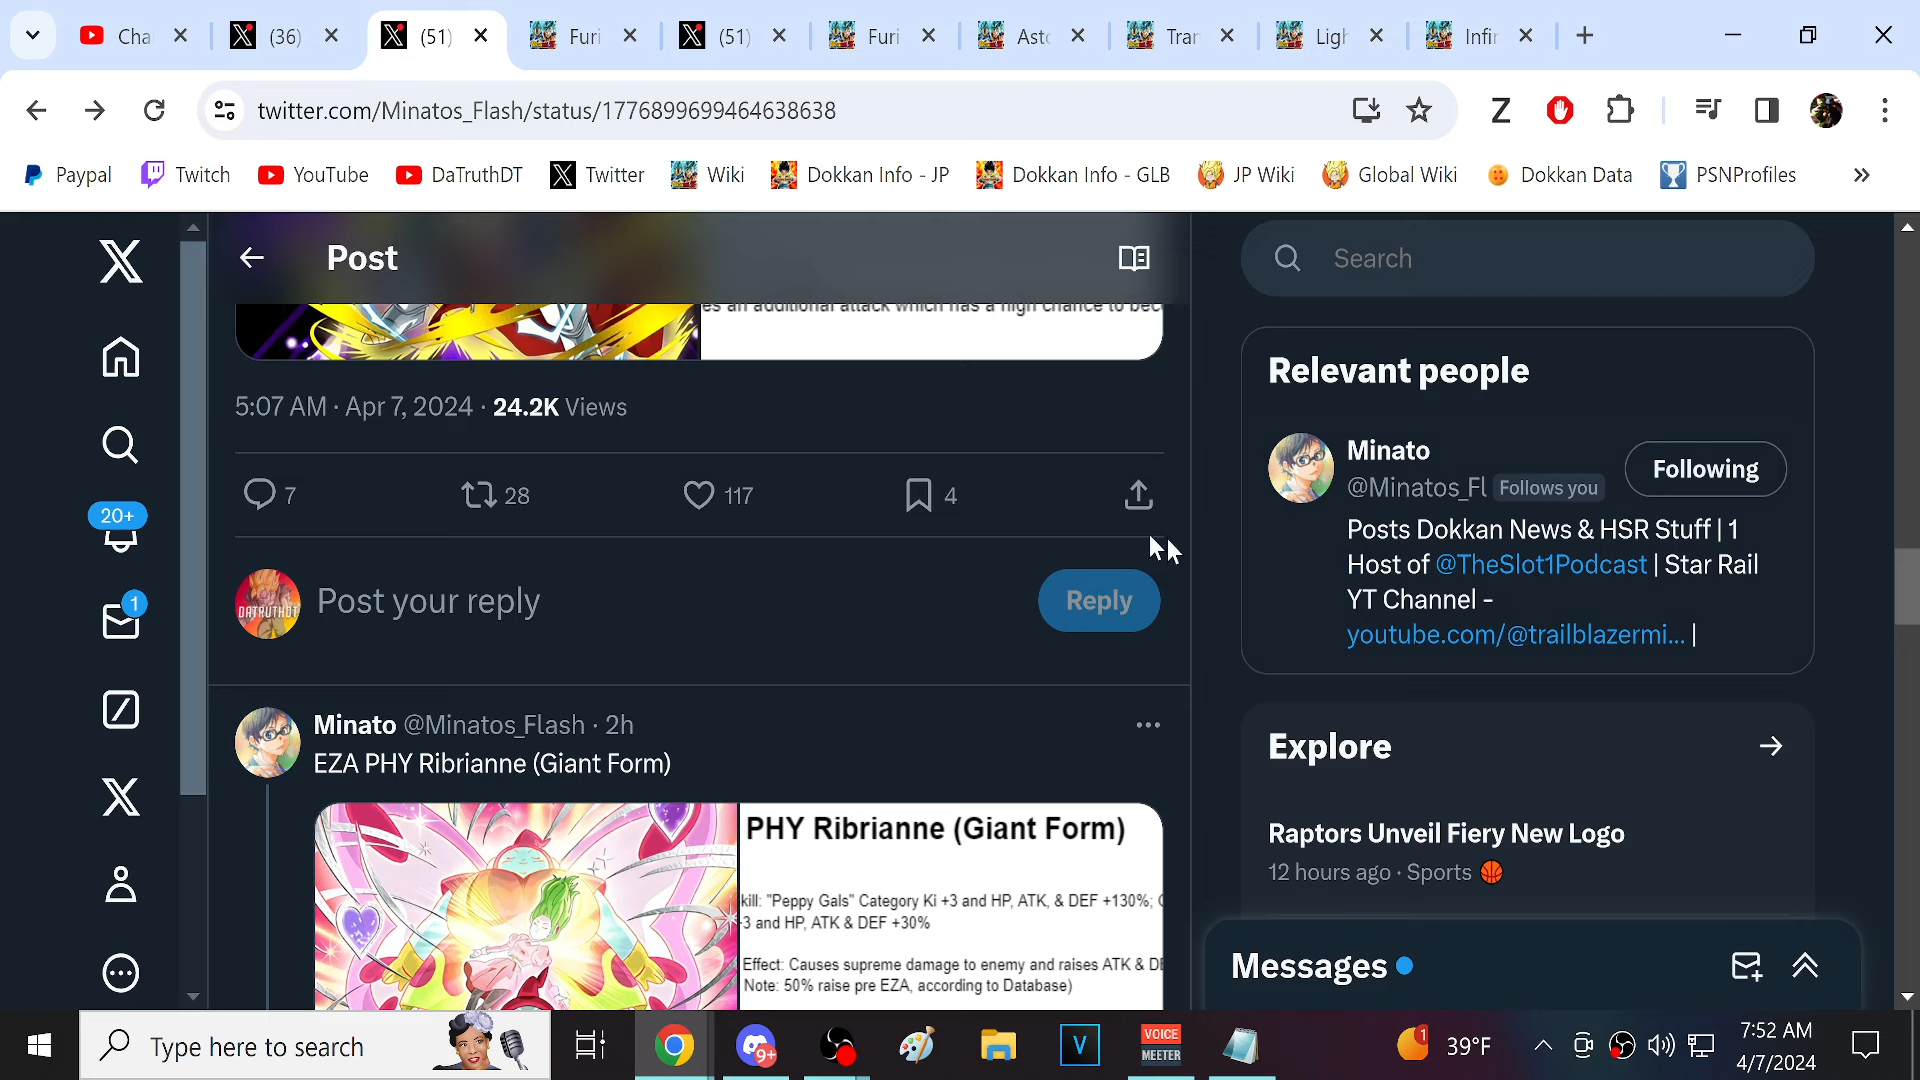 Cha
(36)
(51)
Furi
(51)
Furi
Asto
Trar
Ligh
Infir
twitter.com/Minatos_Flash/status/1776899699464638638
Z
Paypal
Twitch
YouTube
DaTruthDT
Twitter
Wiki
Dokkan Info - JP
Dokkan Info - GLB
JP Wiki
Global Wiki
Dokkan Data
PSNProfiles
Post
es an additional attack which has a high chance to bec
5:07 AM · Apr 7, 2024 · 24.2K Views
7
28
117
4
DATRUTHDT
Post your reply
Reply
Minato @Minatos_Flash · 2h
EZA PHY Ribrianne (Giant Form)
PHY Ribrianne (Giant Form)
kill: "Peppy Gals" Category Ki +3 and HP, ATK, & DEF +130%;
3 and HP, ATK & DEF +30%
Effect: Causes supreme damage to enemy and raises ATK & DE
Note: 50% raise pre EZA, according to Database)
20+
1
Search
Relevant people
Minato
@Minatos_Fl Follows you
Following
Posts Dokkan News & HSR Stuff | 1
Host of @TheSlot1Podcast | Star Rail
YT Channel -
youtube.com/@trailblazermi... |
Explore
Raptors Unveil Fiery New Logo
12 hours ago · Sports
Messages
Type here to search
9+
V
VOICE
MEETER
1
39°F
7:52 AM
4/7/2024